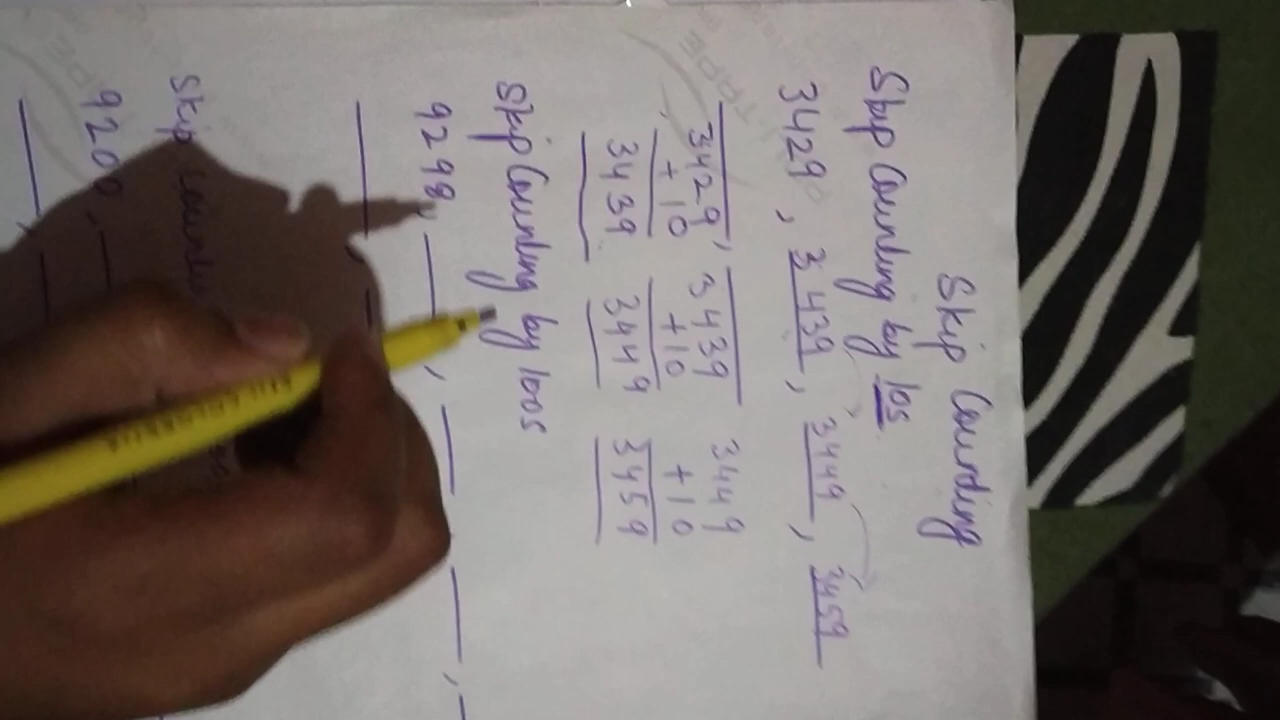 Skip Counting
Skip Counting by 10s
3429, 3439, 3449, 3459
3429, 3439 3449
+10 +10 +10
3439 3449 3459
Skip Counting by 100s
9298,
Skip
9200,